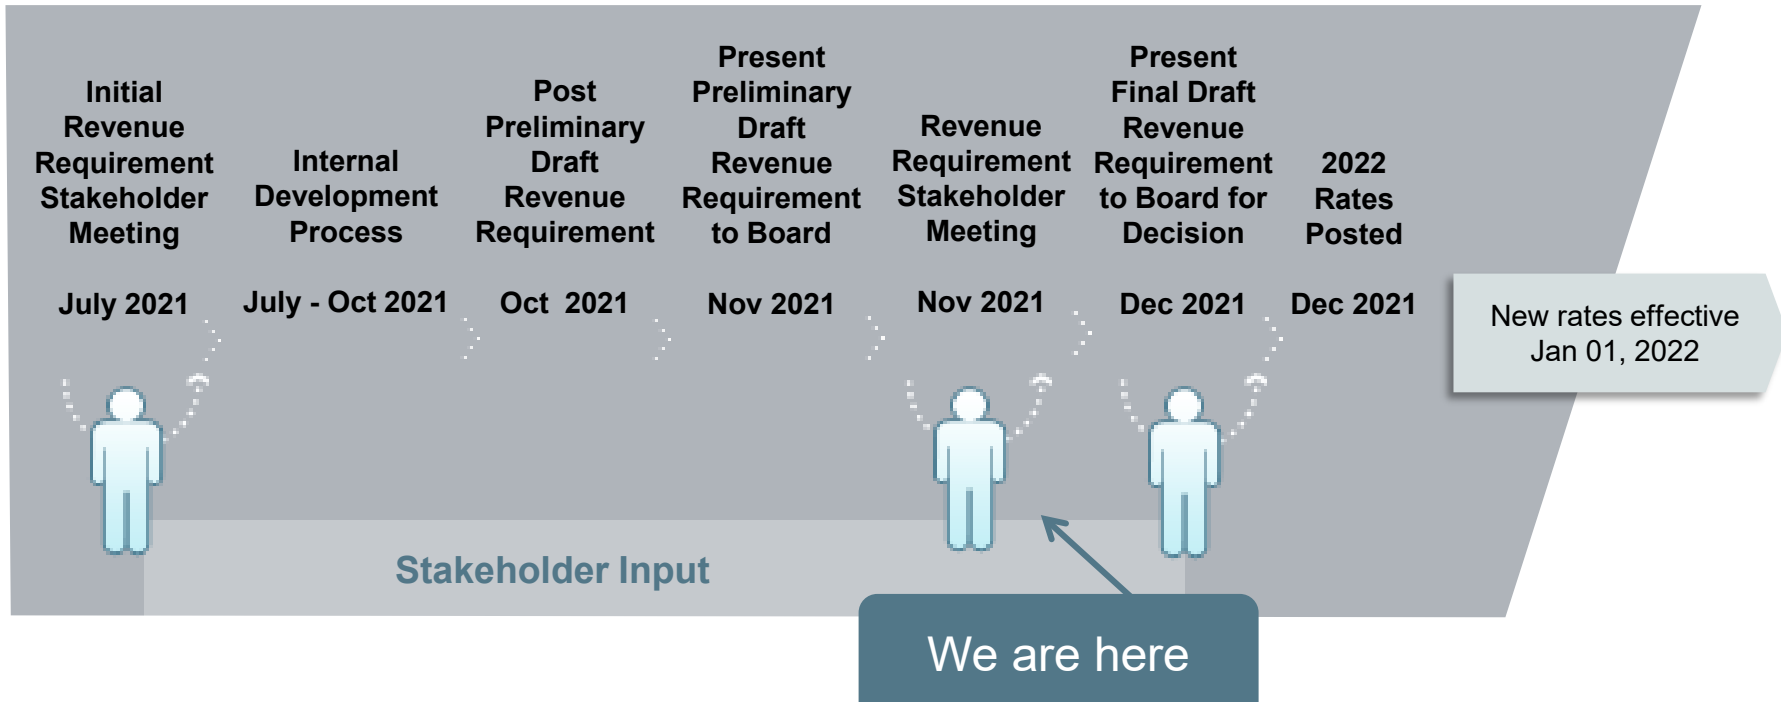 Initial
Revenue
Requirement
Stakeholder
Meeting
July 2021
Internal
Development
Process
July - Oct 2021
Post
Preliminary
Draft
Revenue
Requirement
Oct 2021
Present
Preliminary
Draft
Revenue
Requirement
to Board
Nov 2021
Revenue
Requirement
Stakeholder
Meeting
Nov 2021
Present
Final Draft
Revenue
Requirement
to Board for
Decision
Dec 2021
2022
Rates
Posted
Dec 2021
New rates effective
Jan 01, 2022
Stakeholder Input
We are here